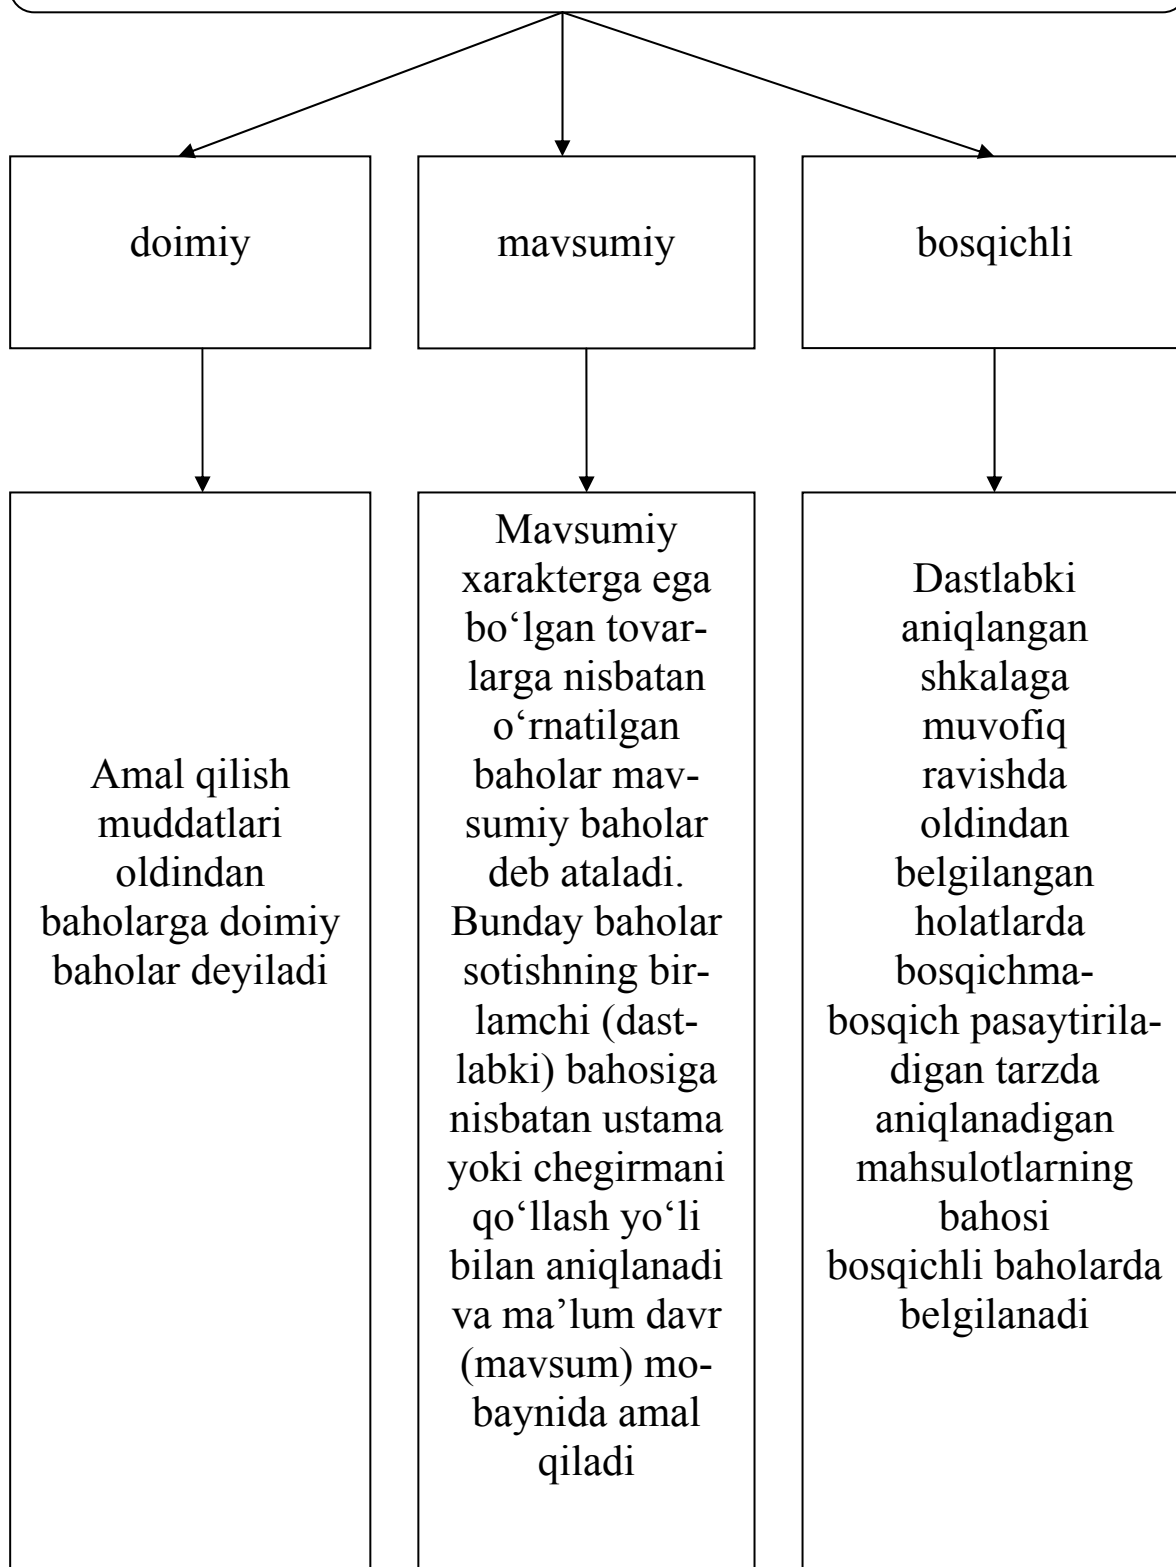 doimiy
mavsumiy
bosqichli
Amal qilish
muddatlari
oldindan
baholarga doimiy
baholar deyiladi
Mavsumiy
xarakterga ega
bo‘lgan tovar-
larga nisbatan
o‘rnatilgan
baholar mav-
sumiy baholar
deb ataladi.
Bunday baholar
sotishning bir-
lamchi (dast-
labki) bahosiga
nisbatan ustama
yoki chegirmani
qo‘llash yo‘li
bilan aniqlanadi
va ma’lum davr
(mavsum) mo-
baynida amal
qiladi
Dastlabki
aniqlangan
shkalaga
muvofiq
ravishda
oldindan
belgilangan
holatlarda
bosqichma-
bosqich pasaytirila-
digan tarzda
aniqlanadigan
mahsulotlarning
bahosi
bosqichli baholarda
belgilanadi